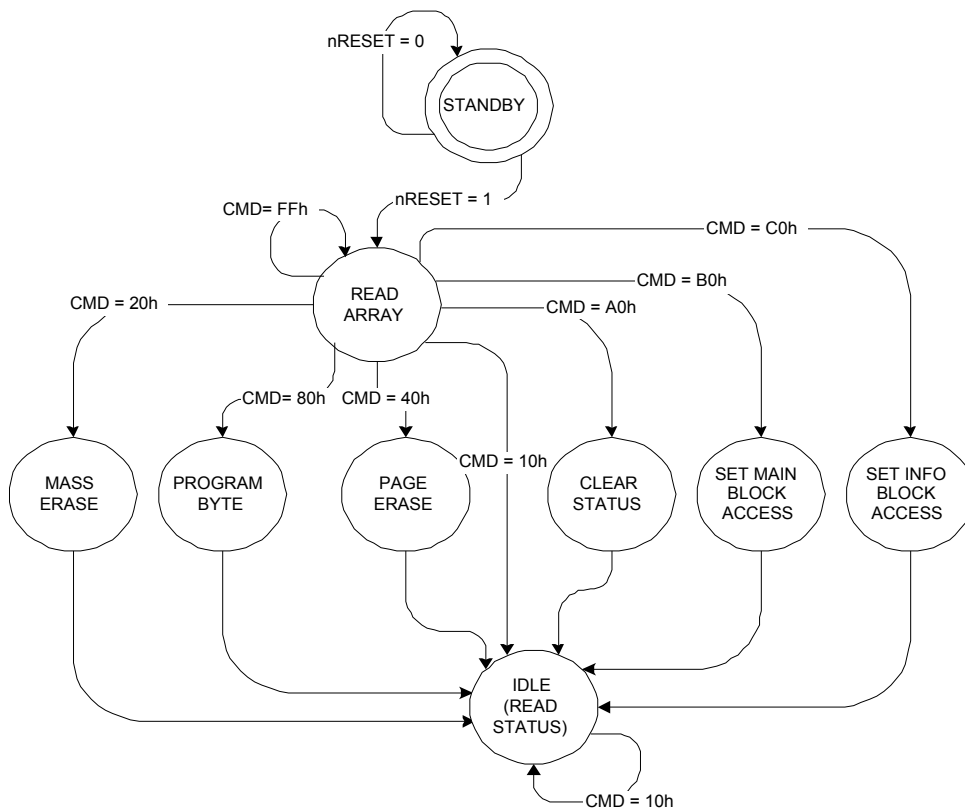 nRESET = 0
STANDBY
nRESET = 1
CMD= FFh
CMD = C0h
CMD = B0h
READ
ARRAY
CMD = 20h
CMD = A0h
CMD= 80h
CMD = 40h
CMD = 10h
MASS
ERASE
PROGRAM
BYTE
PAGE
ERASE
CLEAR
STATUS
SET MAIN
BLOCK
ACCESS
SET INFO
BLOCK
ACCESS
IDLE
(READ
STATUS)
CMD = 10h